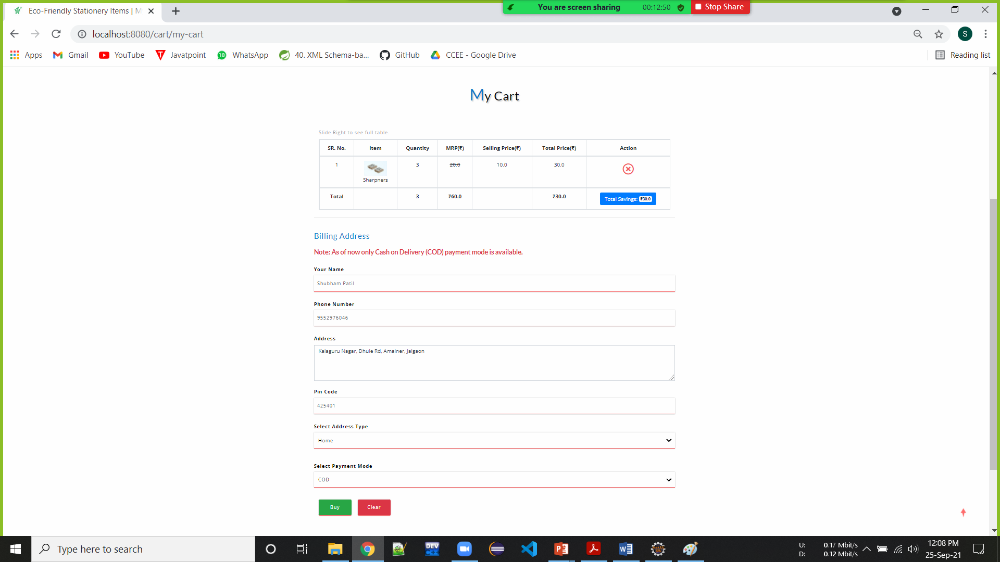 Eco-Friendly Stationery Items | M
You are screen sharing 00:12:50 Stop Share
localhost:8080/cart/my-cart
S
Apps Gmail YouTube Javatpoint 10 WhatsApp 40. XML Schema-ba... GitHub CCEE - Google Drive Reading list
My Cart
Slide Right to see full table.
SR. No. Item Quantity MRP(₹) Selling Price(₹) Total Price(₹) Action
1 Sharpners 3 20.0 10.0 30.0
Total 3 ₹60.0 ₹30.0 Total Savings: ₹30.0
Billing Address
Note: As of now only Cash on Delivery (COD) payment mode is available.
Your Name
Shubham Patil
Phone Number
9552976046
Address
Kalaguru Nagar, Dhule Rd, Amalner, Jalgaon
Pin Code
425401
Select Address Type
Home
Select Payment Mode
COD
Buy Clear
Type here to search
DEV
U: 0.17 Mbit/s
D: 0.12 Mbit/s
12:08 PM
25-Sep-21